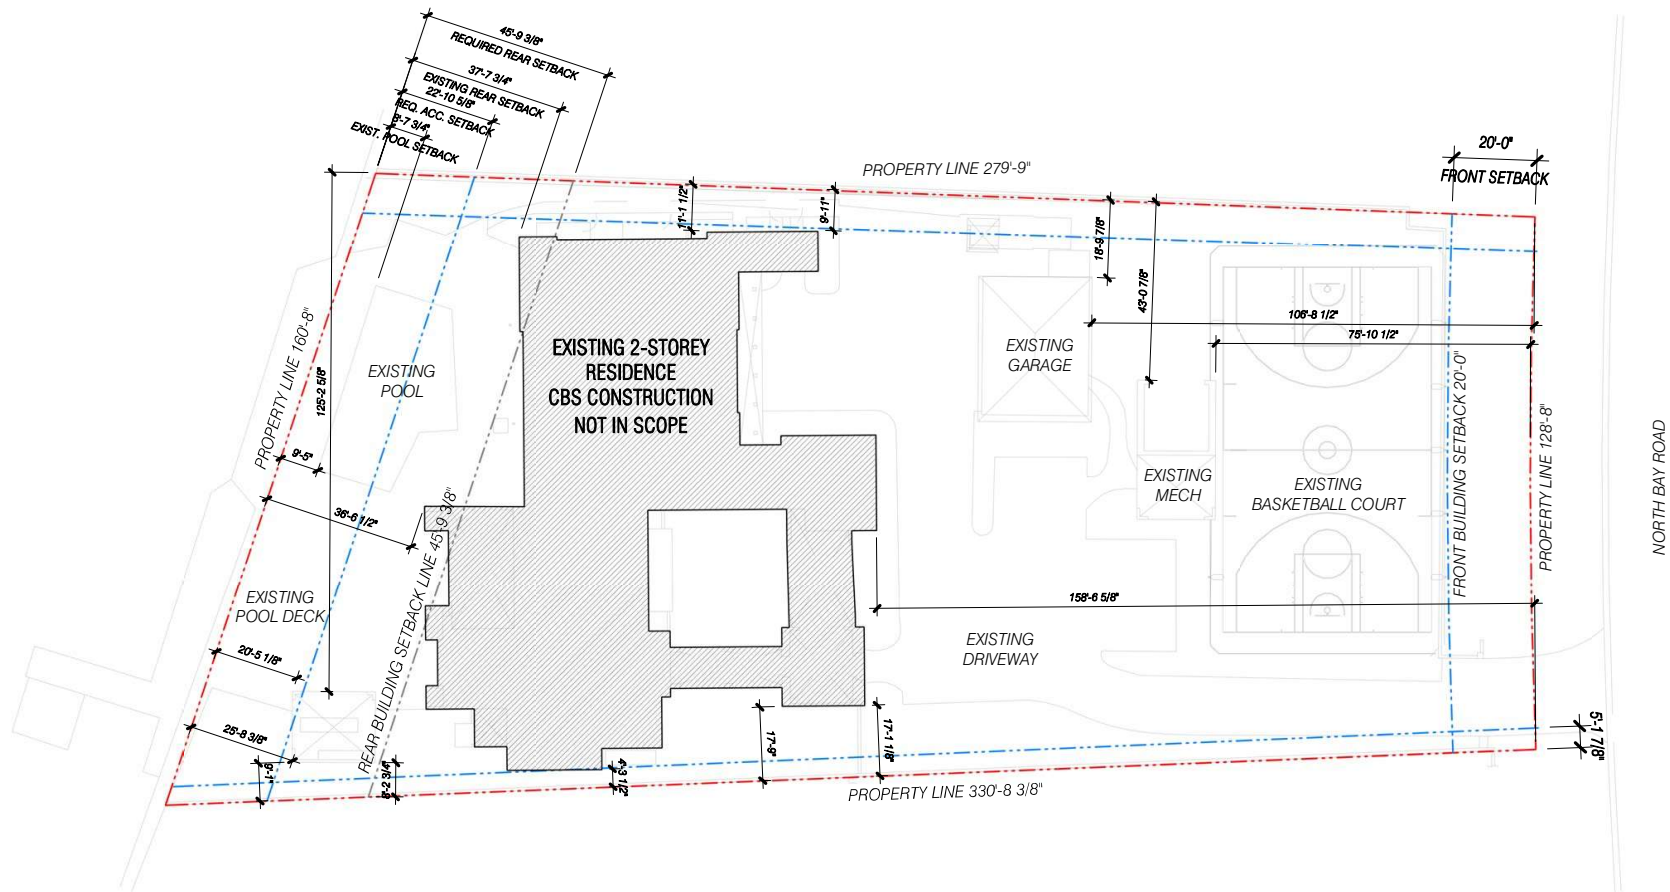 45'-9 3/8"
REQUIRED REAR SETBACK
37'-7 3/4"
EXISTING REAR SETBACK
22'-10 5/8"
REQ. ACC. SETBACK
8'-7 3/4"
EXIST. POOL SETBACK
PROPERTY LINE 279'-9"
20'-0"
FRONT SETBACK
11'-1 1/2"
9'-11"
18'-9 7/8"
43'-0 7/8"
106'-8 1/2"
75'-10 1/2"
PROPERTY LINE 160'-8"
125'-2 5/8"
EXISTING
POOL
EXISTING 2-STOREY
RESIDENCE
CBS CONSTRUCTION
NOT IN SCOPE
EXISTING
GARAGE
EXISTING
MECH
EXISTING
BASKETBALL COURT
FRONT BUILDING SETBACK 20'-0"
PROPERTY LINE 128'-8"
NORTH BAY ROAD
9'-5"
36'-6 1/2"
REAR BUILDING SETBACK LINE 45'-9 3/8"
EXISTING
POOL DECK
158'-6 5/8"
EXISTING
DRIVEWAY
20'-5 1/8"
25'-8 3/8"
9'-1"
8'-2 3/4"
4'-3 1/2"
17'-9"
17'-1 1/8"
5'-1 7/8"
PROPERTY LINE 330'-8 3/8"